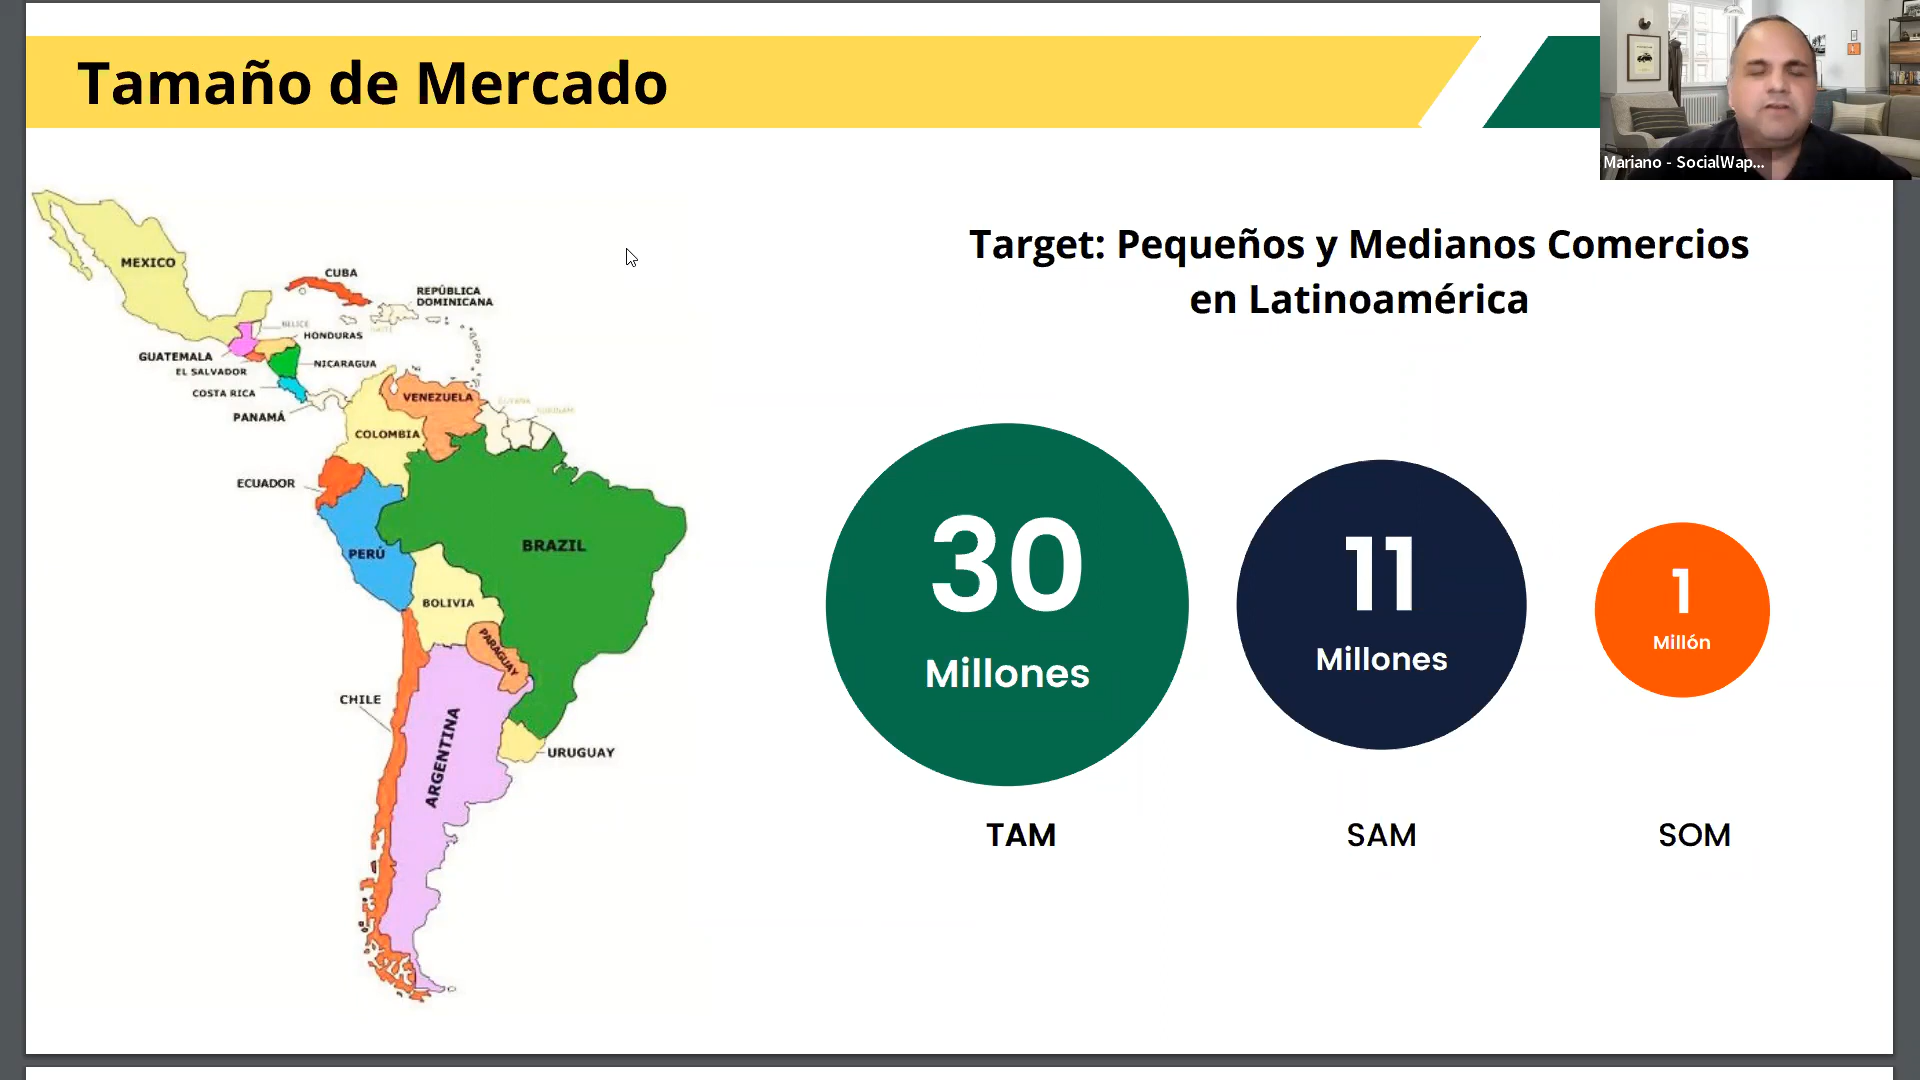 Tamaño de Mercado
Mariano - SocialWap...
Target: Pequeños y Medianos Comercios
en Latinoamérica
MEXICO
CUBA
REPÚBLICA
DOMINICANA
BELICE
HONDURAS
GUATEMALA
EL SALVADOR
NICARAGUA
COSTA RICA
PANAMÁ
VENEZUELA
COLOMBIA
ECUADOR
PERÚ
BRAZIL
BOLIVIA
PARAGUAY
CHILE
ARGENTINA
URUGUAY
30
Millones
11
Millones
1
Millón
TAM
SAM
SOM